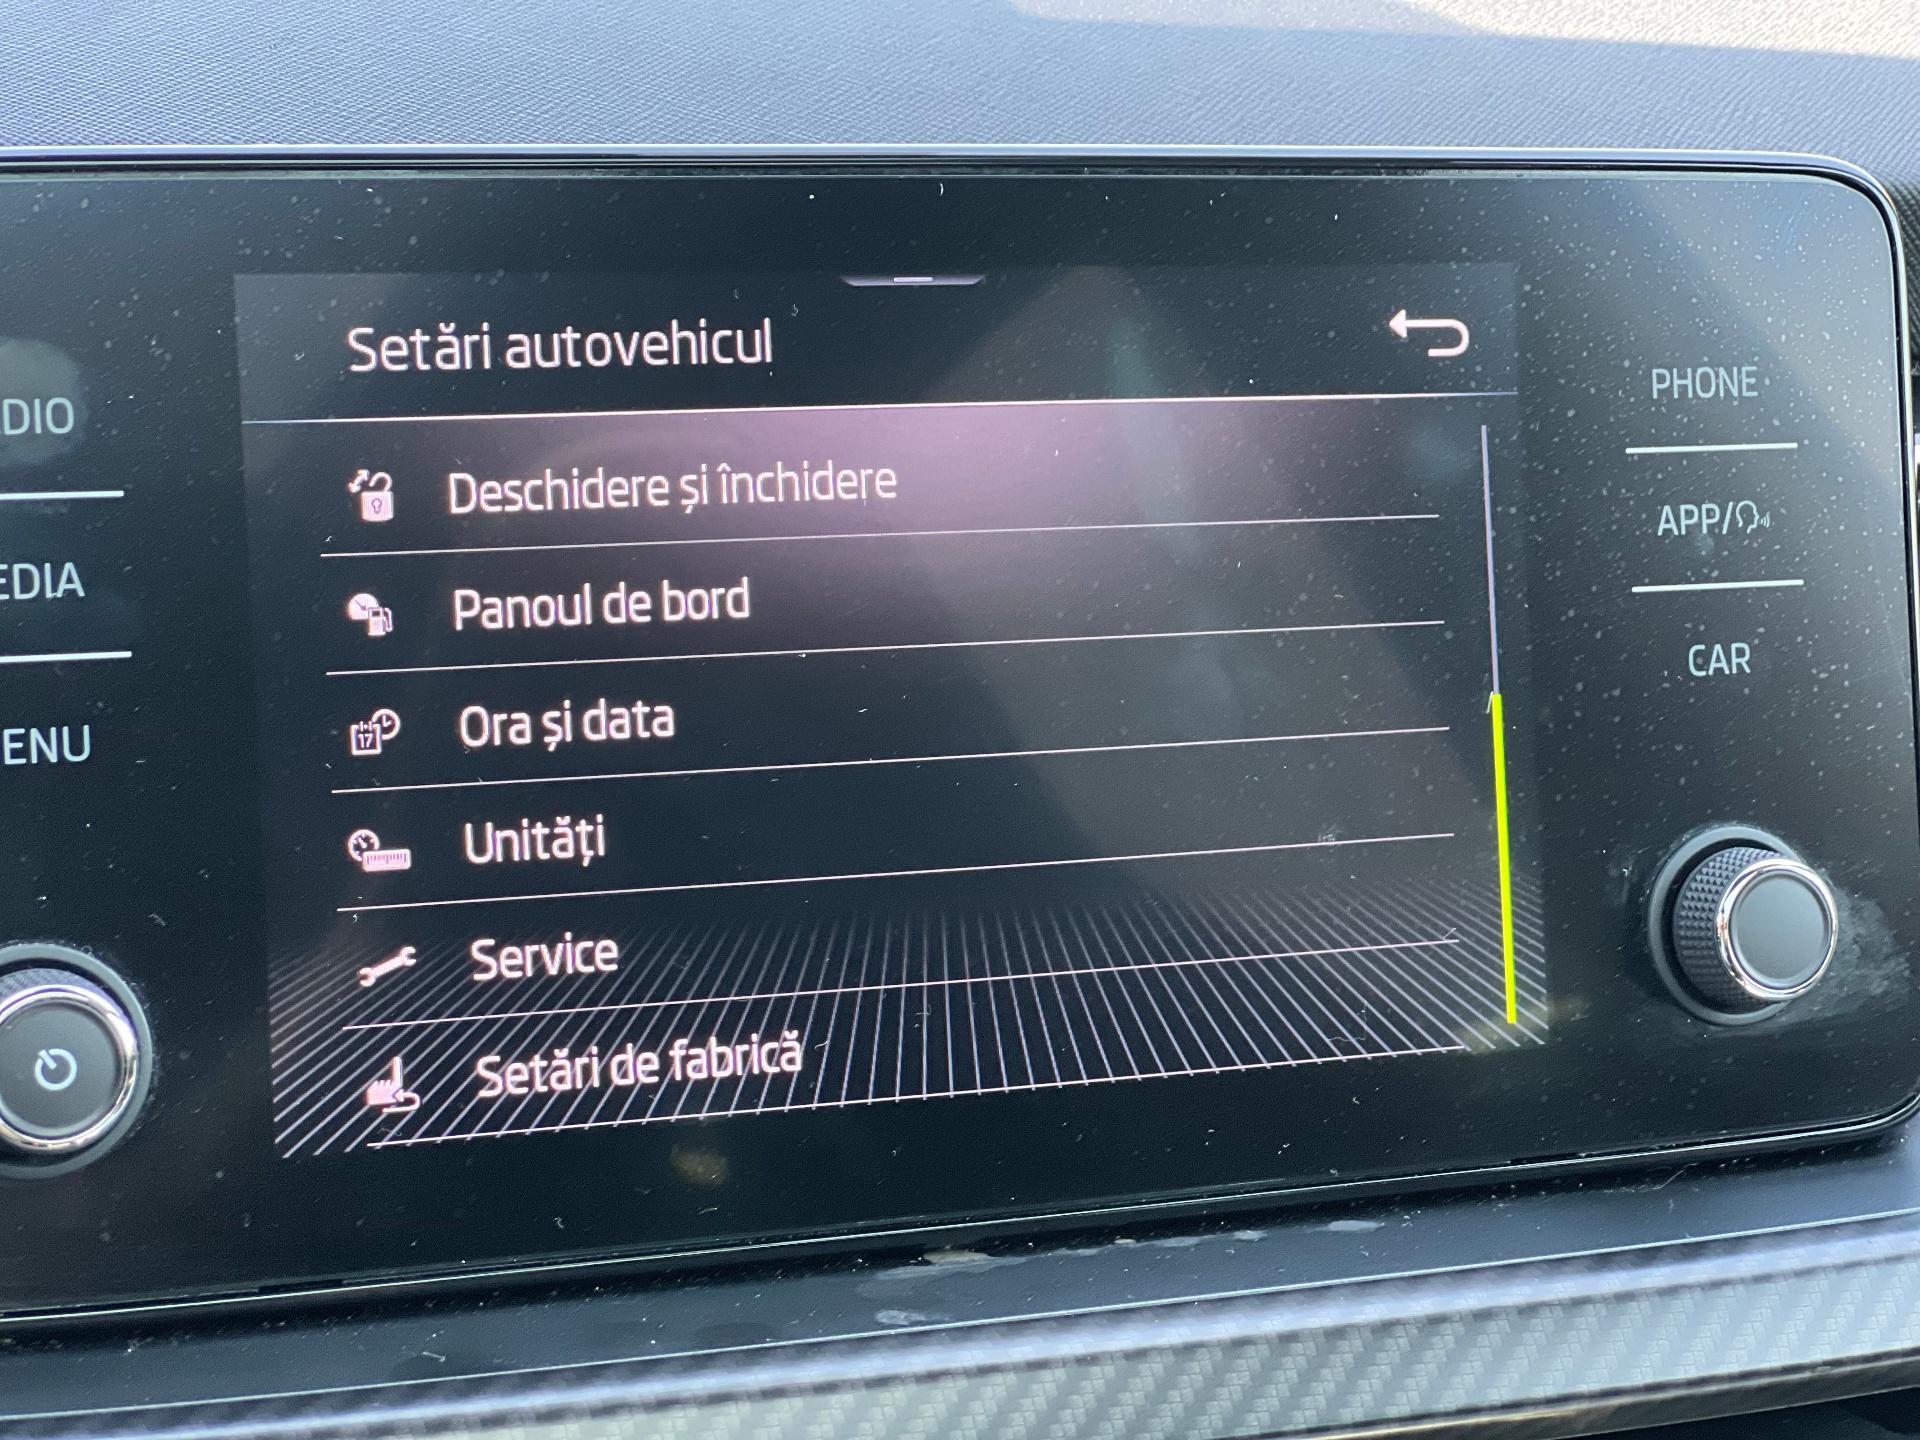 Setări autovehicul
Deschidere și închidere
Panoul de bord
Ora și data
17
Unități
Service
Setări de fabrică
DIO
EDIA
ENU
PHONE
APP/
CAR